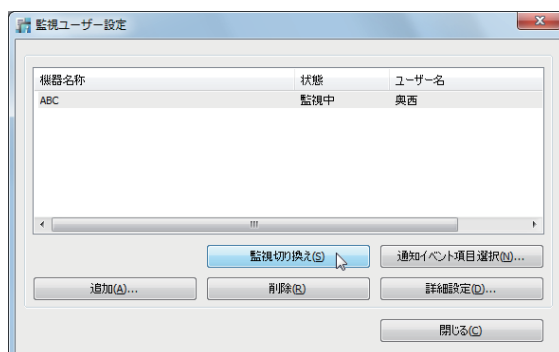 監視ユーザー設定
機器名称 状態 ユーザー名
ABC 監視中 奥西
監視切り換え(S) 通知イベント項目選択(N)...
追加(A)... 削除(R) 詳細設定(D)...
閉じる(C)